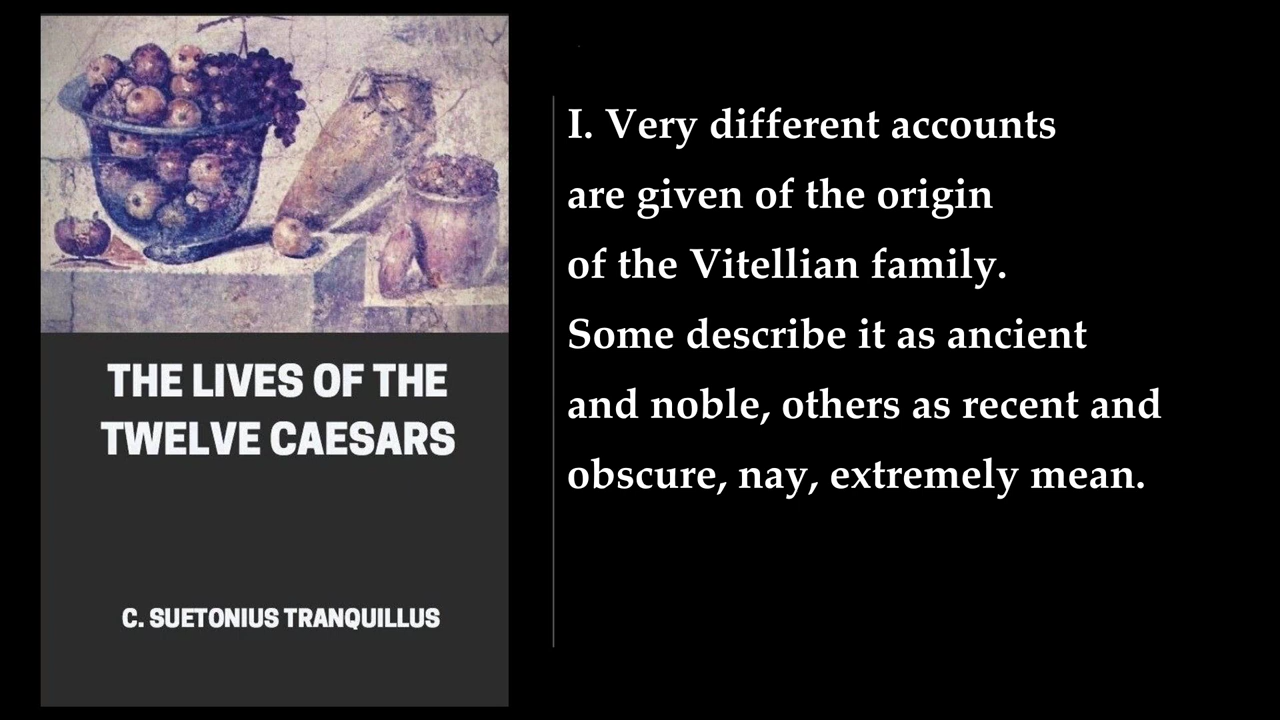 THE LIVES OF THE
TWELVE CAESARS
C. SUETONIUS TRANQUILLUS
I. Very different accounts
are given of the origin
of the Vitellian family.
Some describe it as ancient
and noble, others as recent and
obscure, nay, extremely mean.